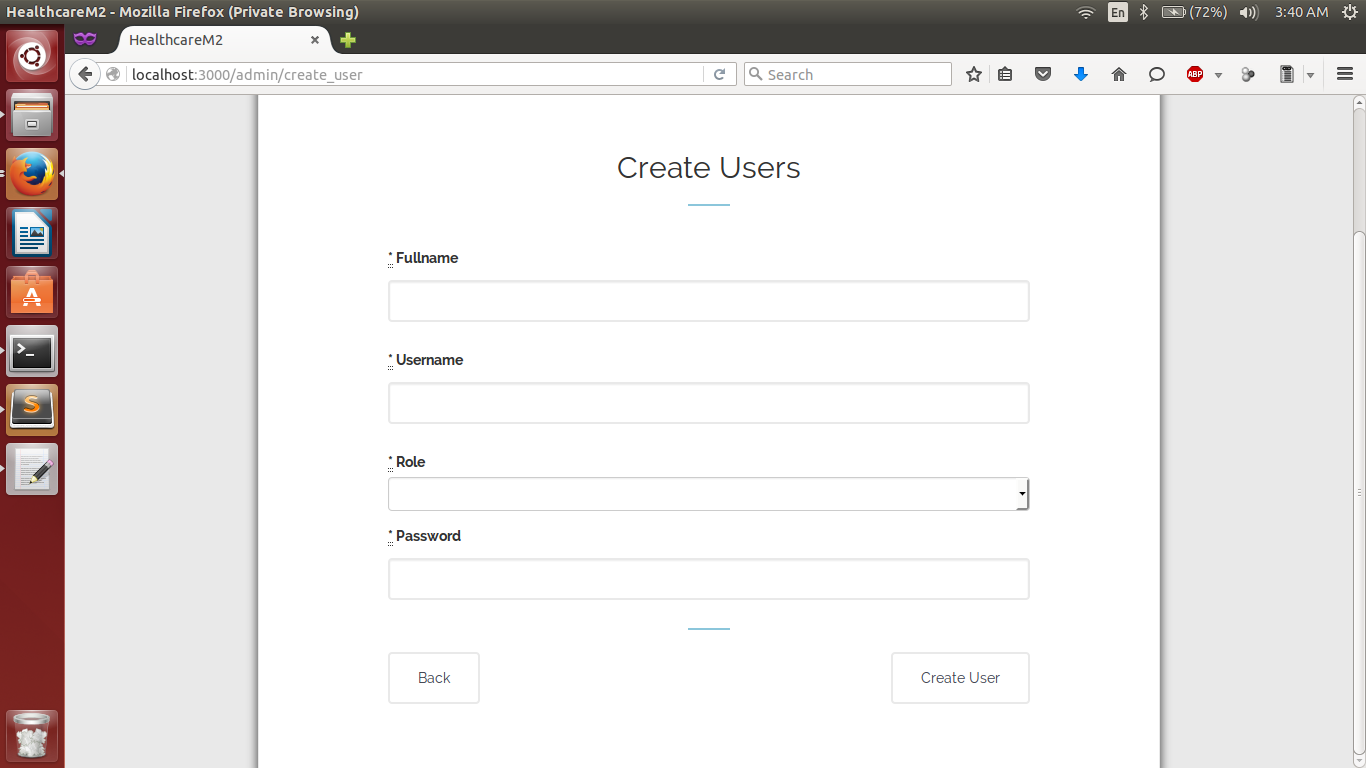 HealthcareM2 - Mozilla Firefox (Private Browsing)
En
(72%)
3:40 AM
HealthcareM2
localhost:3000/admin/create_user
Search
ABP
Create Users
* Fullname
* Username
* Role
* Password
Back
Create User